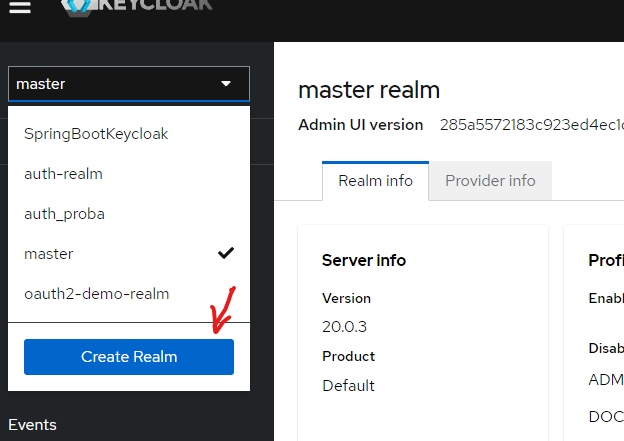 KEYCLOAK
master
SpringBootKeycloak
auth-realm
auth_proba
master
oauth2-demo-realm
Create Realm
Events
master realm
Admin UI version 285a5572183c923ed4ec1
Realm info
Provider info
Server info
Version
20.0.3
Product
Default
Profi
Enabl
Disab
ADM
DOC